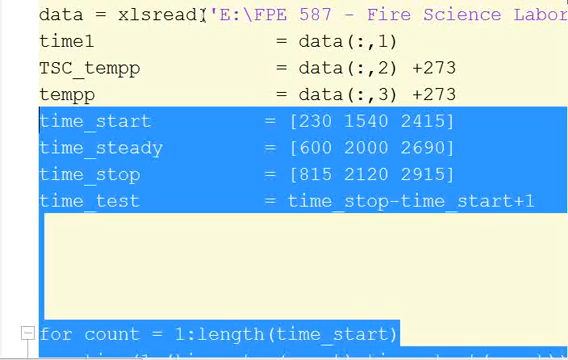 data = xlsread('E:\FPE 587 - Fire Science Labor
time1 = data(:,1)
TSC_tempp = data(:,2) +273
tempp = data(:,3) +273
time_start = [230 1540 2415]
time_steady = [600 2000 2690]
time_stop = [815 2120 2915]
time_test = time_stop-time_start+1
for count = 1:length(time_start)